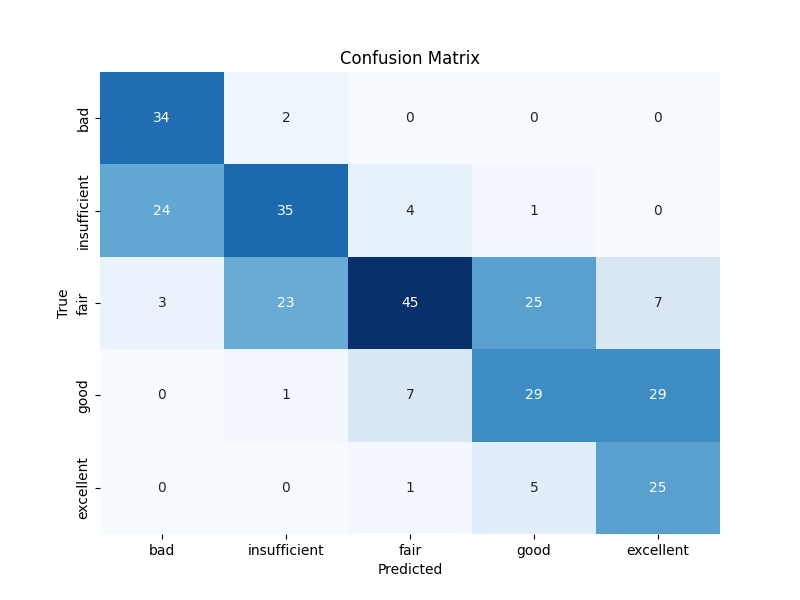 Confusion Matrix
True
bad 34 2 0 0 0
insufficient 24 35 4 1 0
fair 3 23 45 25 7
good 0 1 7 29 29
excellent 0 0 1 5 25
bad insufficient fair good excellent
Predicted